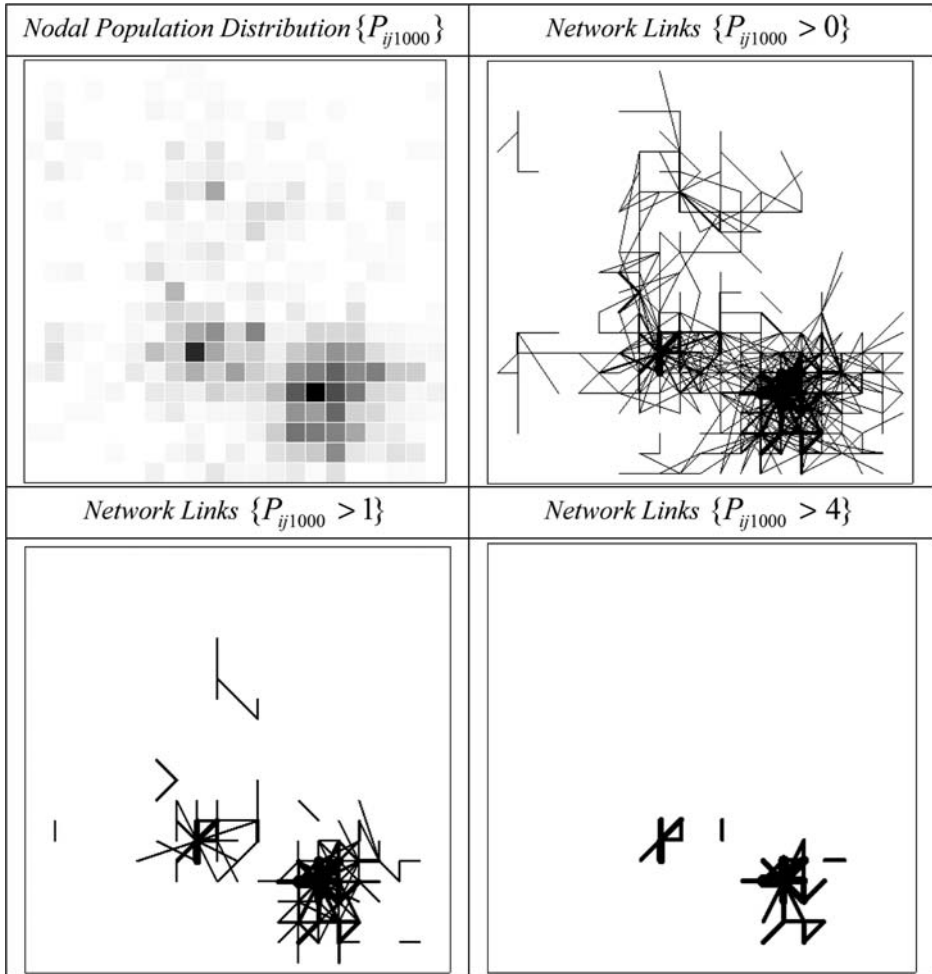 Nodal Population Distribution {P_ij1000}
Network Links {P_ij1000 > 0}
Network Links {P_ij1000 > 1}
Network Links {P_ij1000 > 4}